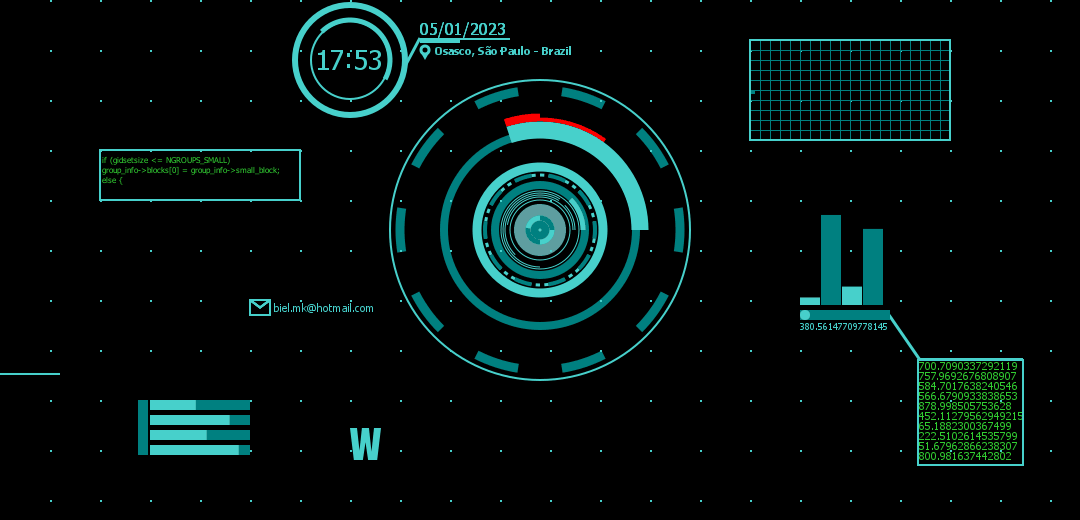 05/01/2023
17:53
Osasco, São Paulo - Brazil
if (gidsetsize <= NGROUPS_SMALL)
group_info->blocks[0] = group_info->small_block;
else {
biel.mk@hotmail.com
380.56147709778145
700.7090337292119
757.9692676808907
584.7017638240546
566.6790933838653
878.998505753628
452.11279562949215
65.1882300367499
222.5102614535799
51.67962866238307
800.981637442802
W